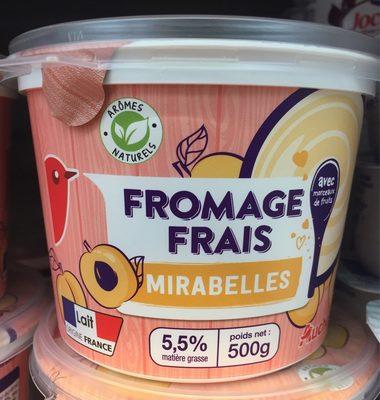 ARÔMES
NATURELS
FROMAGE
FRAIS
MIRABELLES
avec
morceaux
de fruits
Lait
ORIGINE FRANCE
5,5%
matière grasse
poids net :
500g
Auch